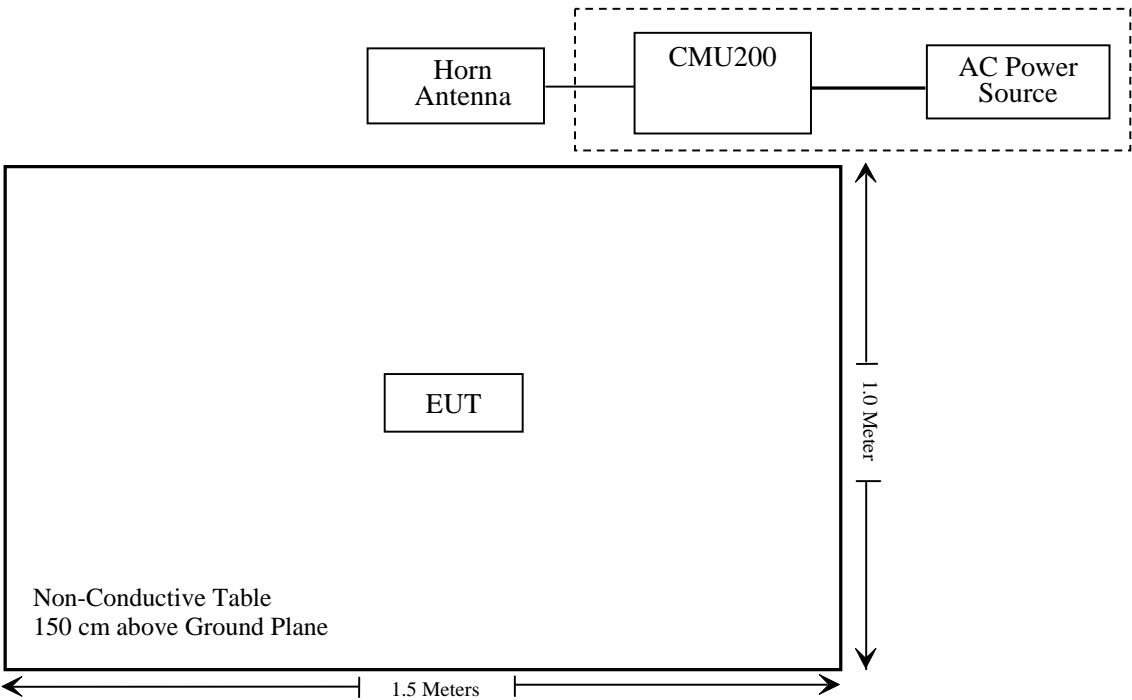 Horn
Antenna
CMU200
AC Power
Source
EUT
1.0 Meter
Non-Conductive Table
150 cm above Ground Plane
1.5 Meters